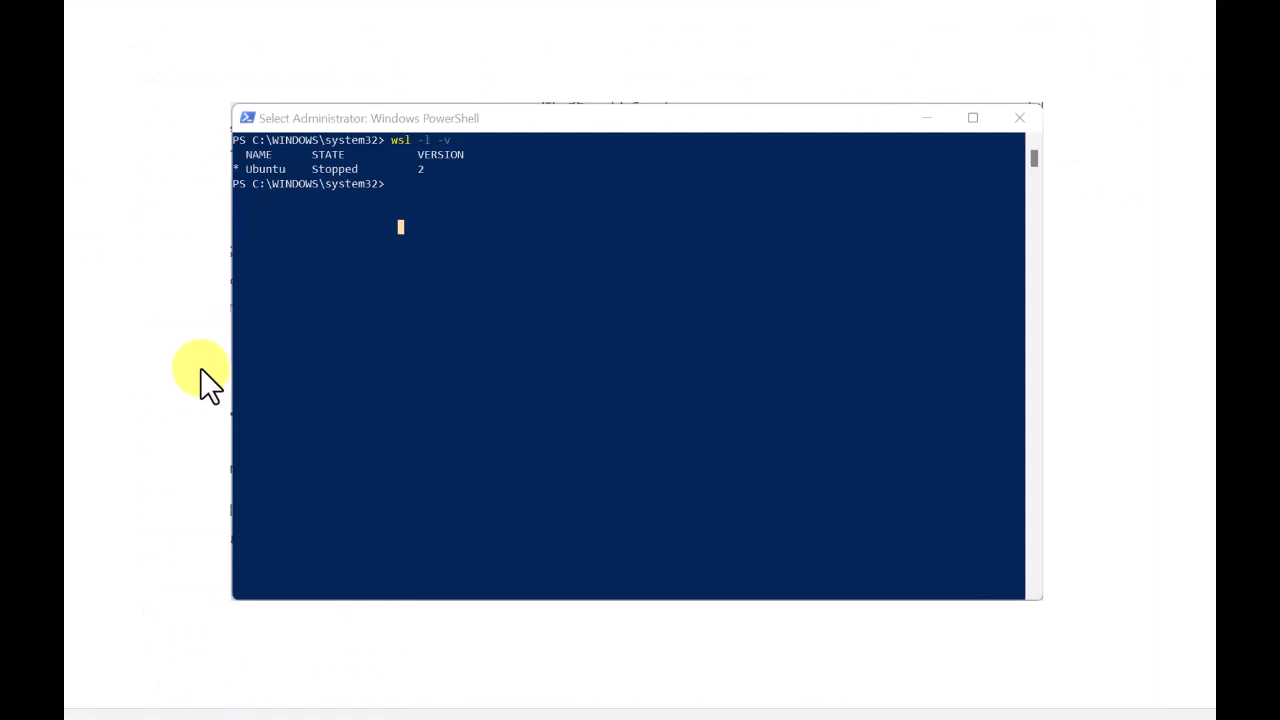 Select Administrator: Windows PowerShell
PS C:\WINDOWS\system32> wsl -l -v
NAME STATE VERSION
* Ubuntu Stopped 2
PS C:\WINDOWS\system32>